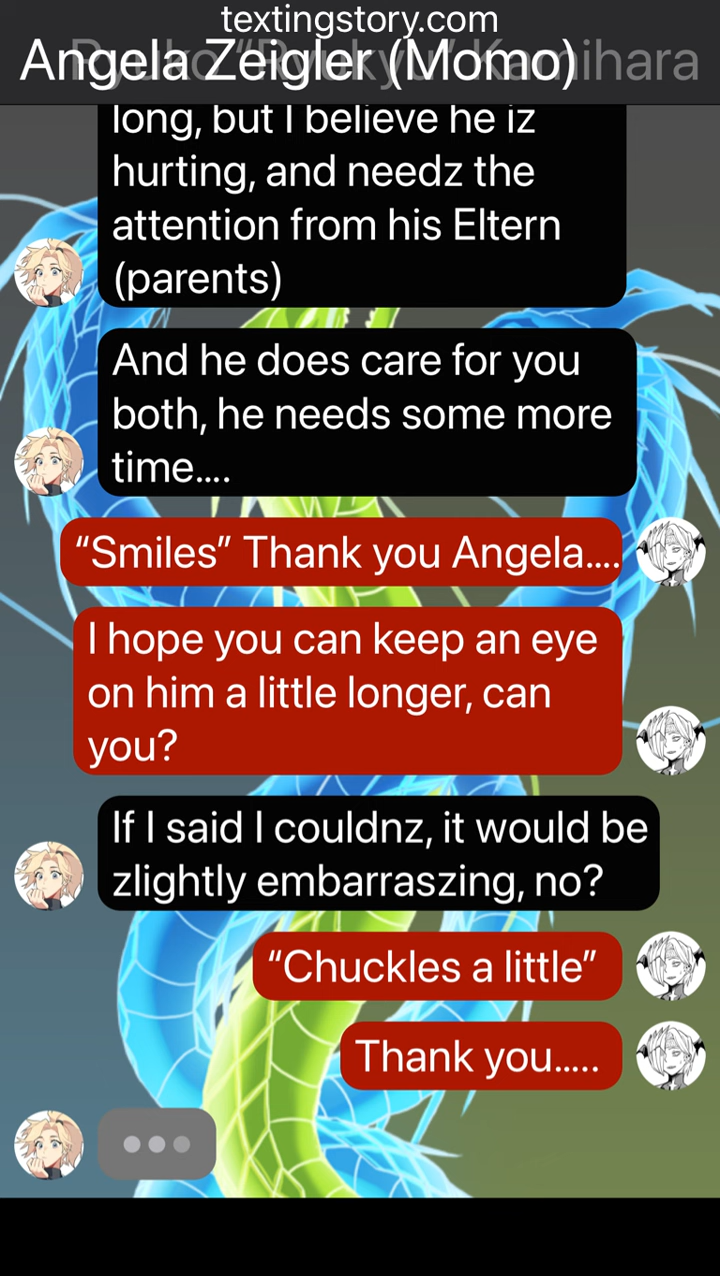 textingstory.com
Ryuko “Ryukyu” Kamihara
Angela Zeigler (Momo)
long, but I believe he iz
hurting, and needz the
attention from his Eltern
(parents)
And he does care for you
both, he needs some more
time....
“Smiles” Thank you Angela....
I hope you can keep an eye
on him a little longer, can
you?
If I said I couldnz, it would be
zlightly embarraszing, no?
“Chuckles a little”
Thank you.....